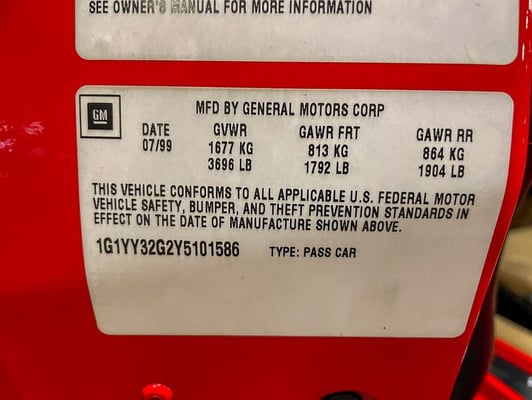 SEE OWNER'S MANUAL FOR MORE INFORMATION
GM
MFD BY GENERAL MOTORS CORP
DATE GVWR GAWR FRT GAWR RR
07/99 1677 KG 813 KG 864 KG
3696 LB 1792 LB 1904 LB
THIS VEHICLE CONFORMS TO ALL APPLICABLE U.S. FEDERAL MOTOR
VEHICLE SAFETY, BUMPER, AND THEFT PREVENTION STANDARDS IN
EFFECT ON THE DATE OF MANUFACTURE SHOWN ABOVE.
1G1YY32G2Y5101586 TYPE: PASS CAR